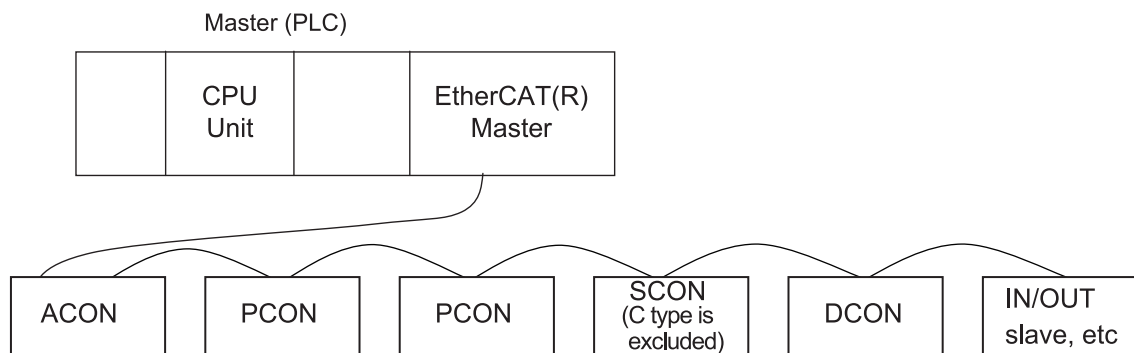 Master (PLC)
CPU
Unit
EtherCAT(R)
Master
ACON
PCON
PCON
SCON
(C type is
excluded)
DCON
IN/OUT
slave, etc